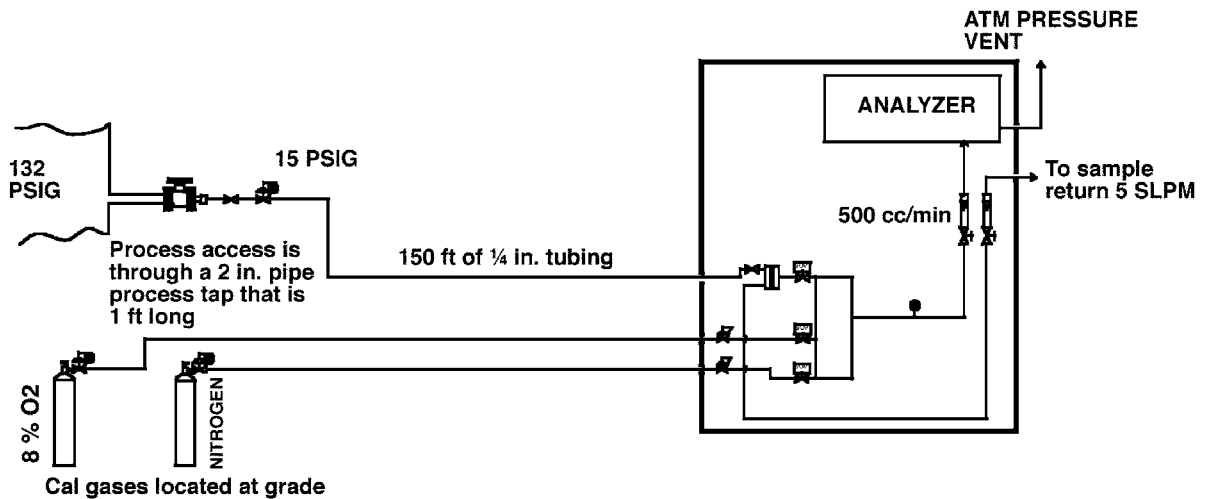 ATM PRESSURE
VENT
ANALYZER
132
PSIG
15 PSIG
To sample
return 5 SLPM
500 cc/min
Process access is
through a 2 in. pipe
process tap that is
1 ft long
150 ft of ¼ in. tubing
8 % O2
NITROGEN
Cal gases located at grade